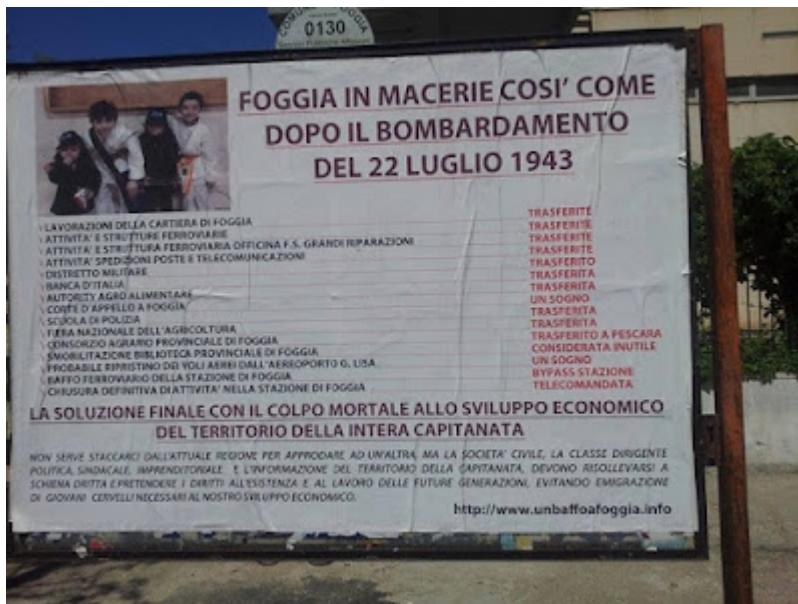 COMUNE DI FOGGIA
0130
FOGGIA IN MACERIE COSI' COME
DOPO IL BOMBARDAMENTO
DEL 22 LUGLIO 1943
LAVORAZIONI DELLA CARTIERA DI FOGGIA TRASFERITE
ATTIVITA' E STRUTTURE FERROVIARIE TRASFERITE
ATTIVITA' E STRUTTURA FERROVIARIA OFFICINA F.S. GRANDI RIPARAZIONI TRASFERITE
ATTIVITA' SPEDIZIONI POSTE E TELECOMUNICAZIONI TRASFERITE
DISTRETTO MILITARE TRASFERITO
BANCA D'ITALIA TRASFERITA
AUTORITY AGRO ALIMENTARE TRASFERITA
CORTE D'APPELLO A FOGGIA UN SOGNO
SCUOLA DI POLIZIA TRASFERITA
FIERA NAZIONALE DELL'AGRICOLTURA TRASFERITA
CONSORZIO AGRARIO PROVINCIALE DI FOGGIA TRASFERITO A PESCARA
SMOBILITAZIONE BIBLIOTECA PROVINCIALE DI FOGGIA CONSIDERATA INUTILE
PROBABILE RIPRISTINO DEI VOLI AEREI DALL'AEREOPORTO G. LISA UN SOGNO
BAFFO FERROVIARIO DELLA STAZIONE DI FOGGIA BYPASS STAZIONE
CHIUSURA DEFINITIVA DI ATTIVITA' NELLA STAZIONE DI FOGGIA TELECOMANDATA
LA SOLUZIONE FINALE CON IL COLPO MORTALE ALLO SVILUPPO ECONOMICO
DEL TERRITORIO DELLA INTERA CAPITANATA
NON SERVE STACCARCI DALL'ATTUALE REGIONE PER APPRODARE AD UN'ALTRA, MA LA SOCIETA' CIVILE, LA CLASSE DIRIGENTE
POLITICA, SINDACALE, IMPRENDITORIALE E L'INFORMAZIONE DEL TERRITORIO DELLA CAPITANATA, DEVONO RISOLLEVARSI A
SCHIENA DRITTA E PRETENDERE I DIRITTI ALL'ESISTENZA E AL LAVORO DELLE FUTURE GENERAZIONI, EVITANDO EMIGRAZIONE
DI GIOVANI CERVELLI NECESSARI AL NOSTRO SVILUPPO ECONOMICO.
http://www.unbaffoafoggia.info